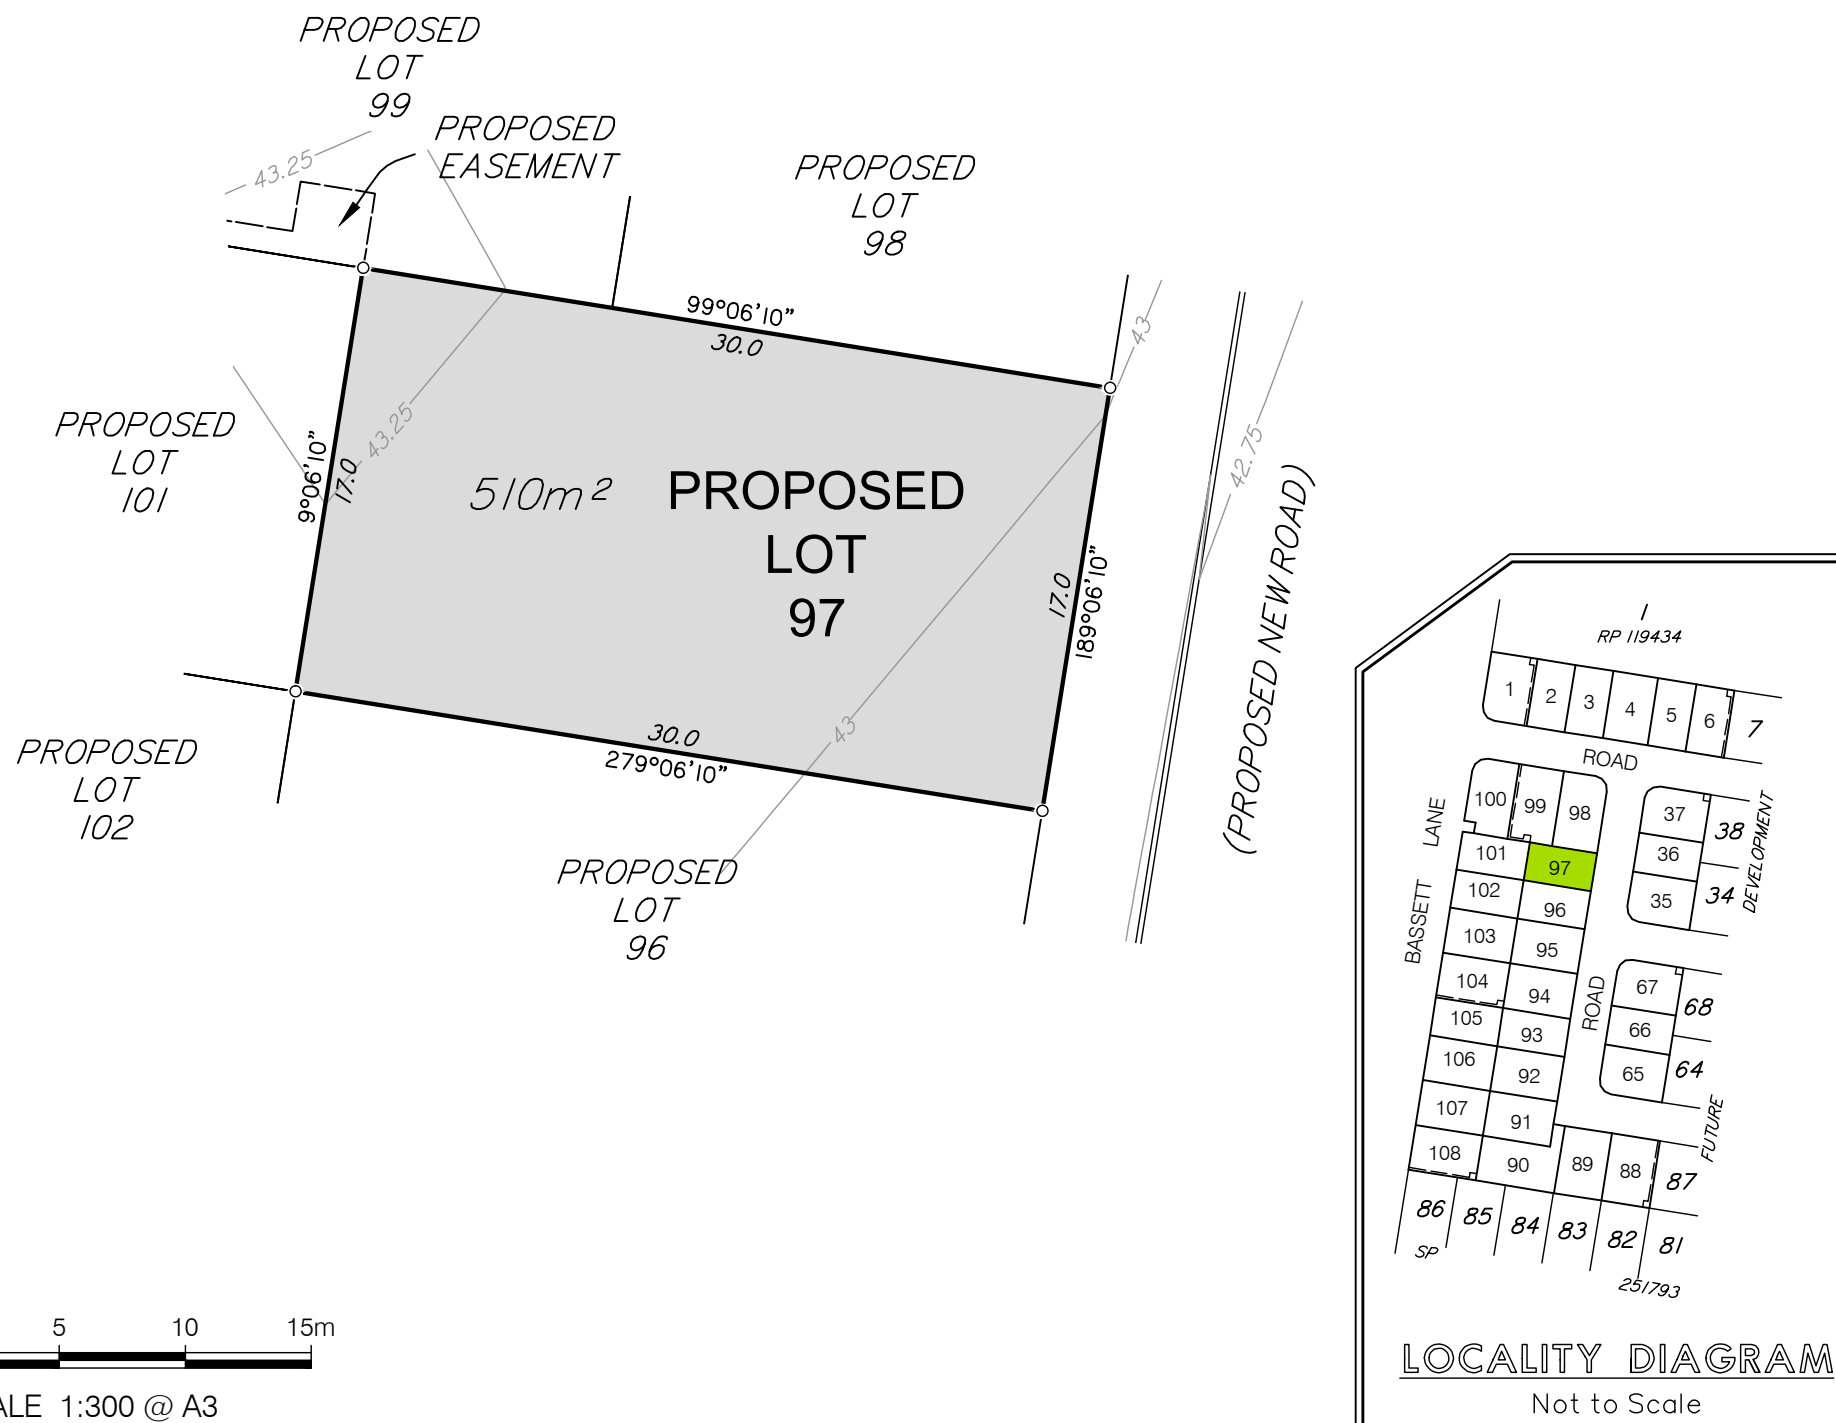 PROPOSED
LOT
99
PROPOSED
EASEMENT
43.25
PROPOSED
LOT
98
99°06'10"
30.0
43
PROPOSED
LOT
101
9°06'10"
17.0
43.25
510m²
PROPOSED
LOT
97
17.0
189°06'10"
42.75
(PROPOSED NEW ROAD)
43
30.0
279°06'10"
PROPOSED
LOT
102
PROPOSED
LOT
96
5 10 15m
ALE 1:300 @ A3
1
RP 119434
1 2 3 4 5 6 7
ROAD
100 99 98
37 38
36
35 34
DEVELOPMENT
BASSETT LANE
101 97
102 96
103 95
104 94
105 93
106 92
107 91
108 90 89 88 87
ROAD
67 68
66
65 64
FUTURE
86 85 84 83 82 81
SP 251793
LOCALITY DIAGRAM
Not to Scale